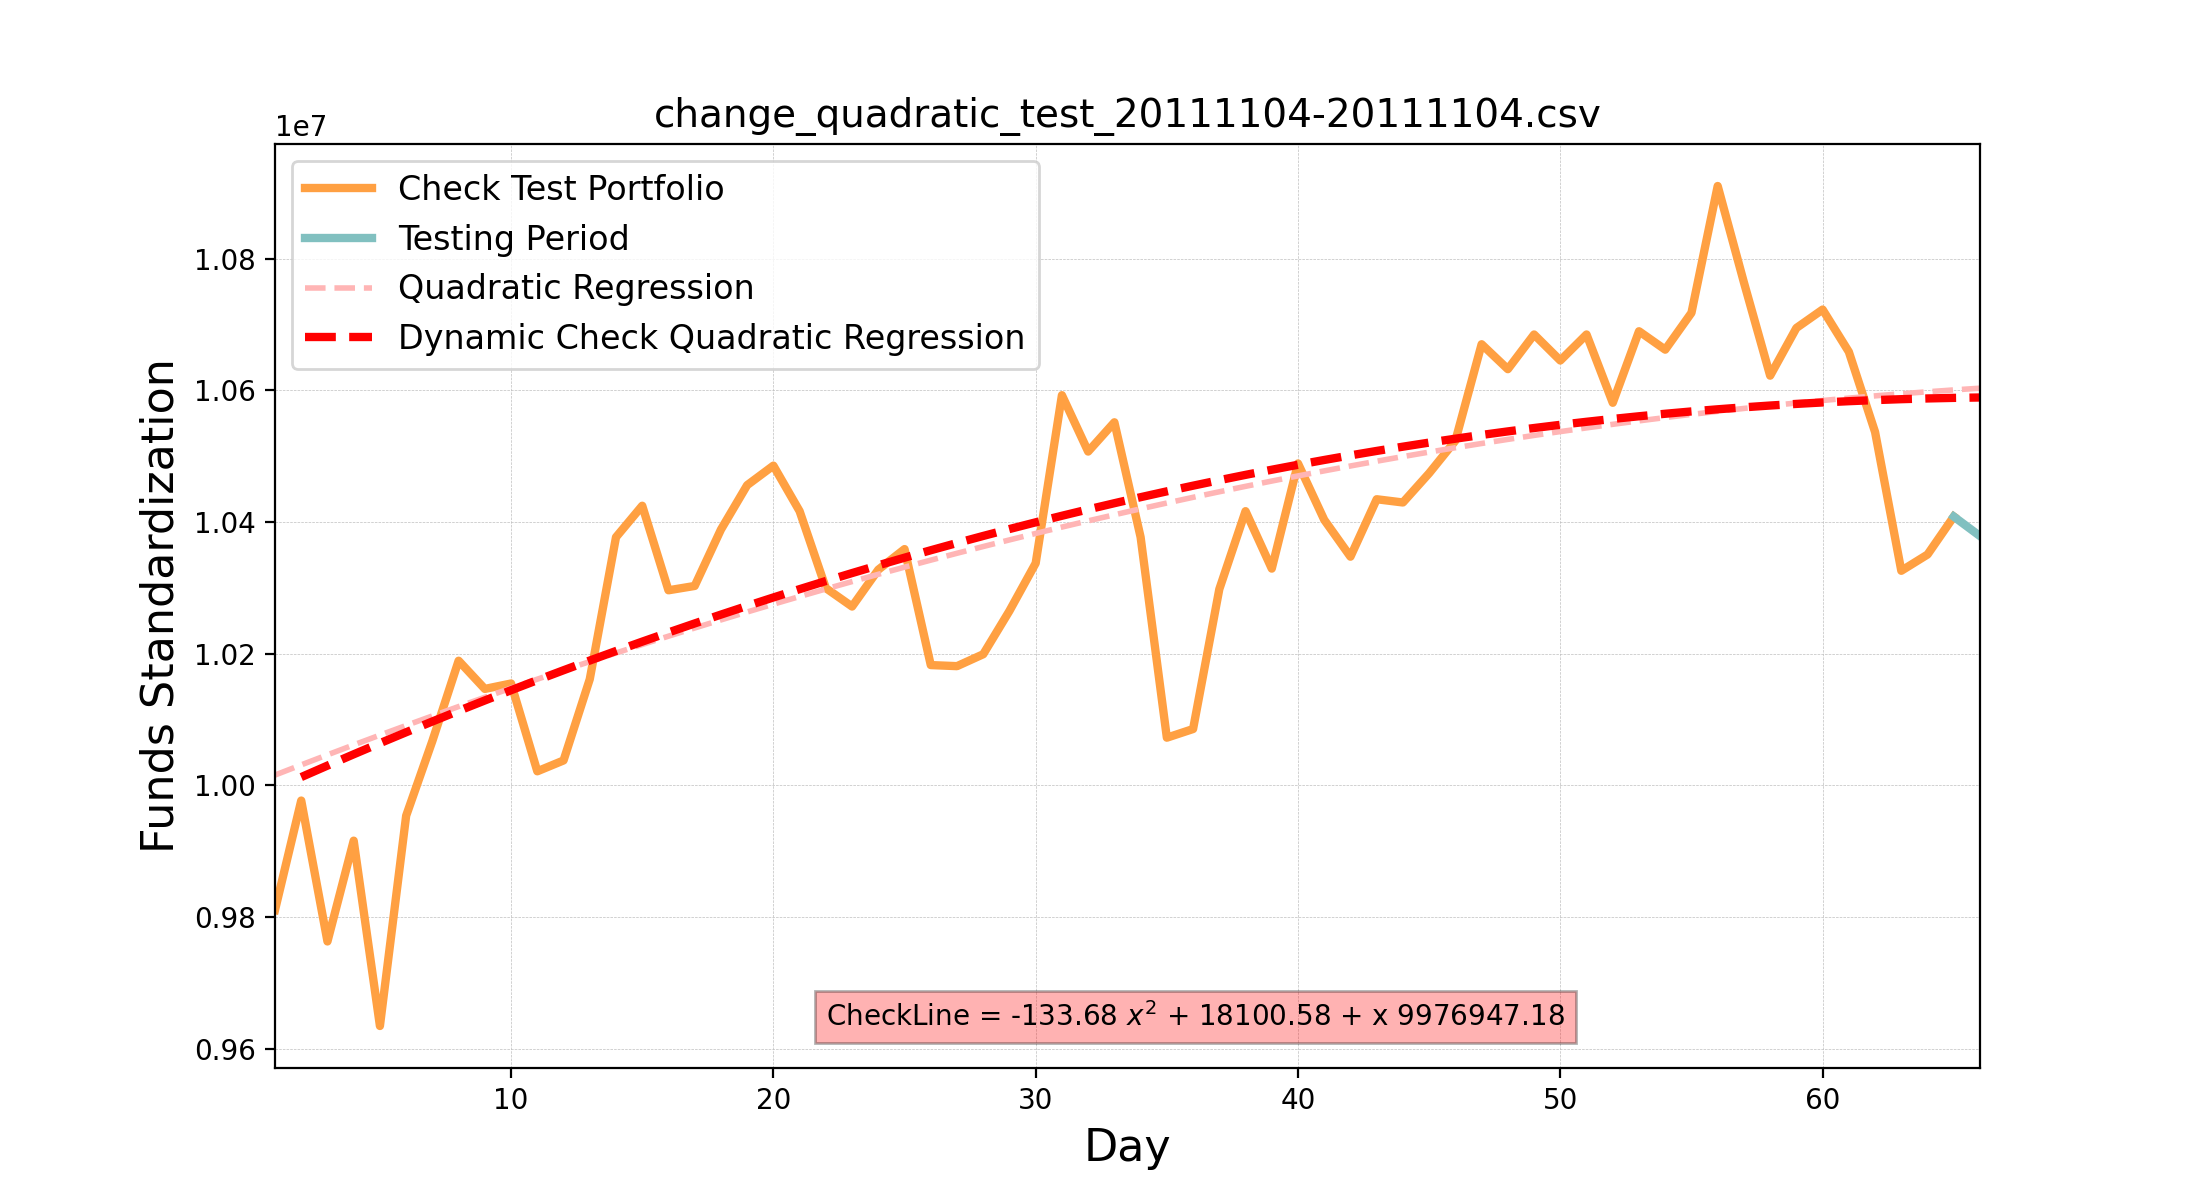 change_quadratic_test_20111104-20111104.csv
1e7
Check Test Portfolio
Testing Period
Quadratic Regression
Dynamic Check Quadratic Regression
1.08
1.06
1.04
1.02
1.00
0.98
0.96
Funds Standardization
CheckLine = -133.68 x² + 18100.58 + x 9976947.18
10 20 30 40 50 60
Day